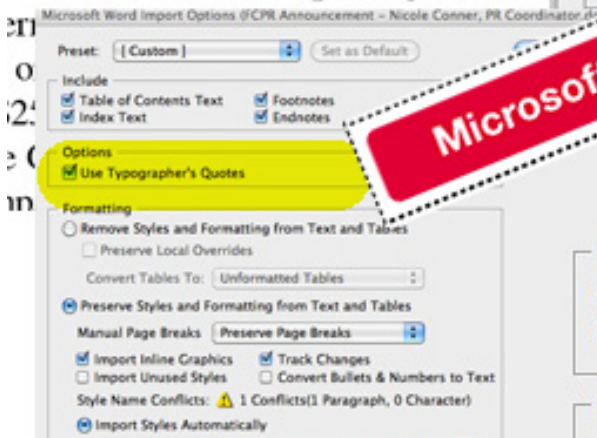 Microsoft Word Import Options (FCPR Announcement – Nicole Conner, PR Coordinator.do
Preset: [ Custom ] Set as Default
Include
Table of Contents Text Footnotes
Index Text Endnotes
Microsoft
Options
Use Typographer's Quotes
Formatting
Remove Styles and Formatting from Text and Tables
Preserve Local Overrides
Convert Tables To: Unformatted Tables
Preserve Styles and Formatting from Text and Tables
Manual Page Breaks Preserve Page Breaks
Import Inline Graphics Track Changes
Import Unused Styles Convert Bullets & Numbers to Text
Style Name Conflicts: 1 Conflicts(1 Paragraph, 0 Character)
Import Styles Automatically